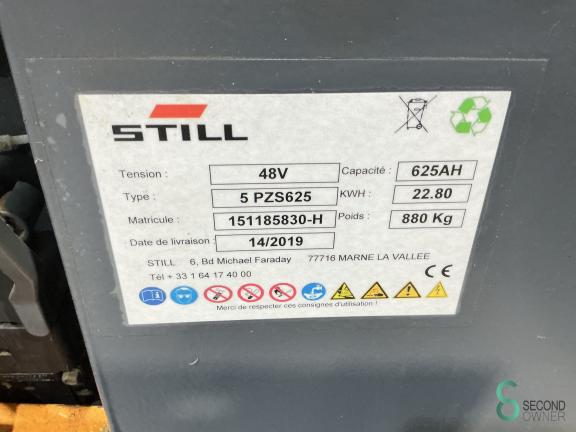 STILL
Tension : 48V Capacité : 625AH
Type : 5 PZS625 KWH : 22.80
Matricule : 151185830-H Poids : 880 Kg
Date de livraison : 14/2019
STILL 6, Bd Michael Faraday 77716 MARNE LA VALLEE
Tél + 33 1 64 17 40 00
CE
Merci de respecter ces consignes d'utilisation !
SECOND
OWNER